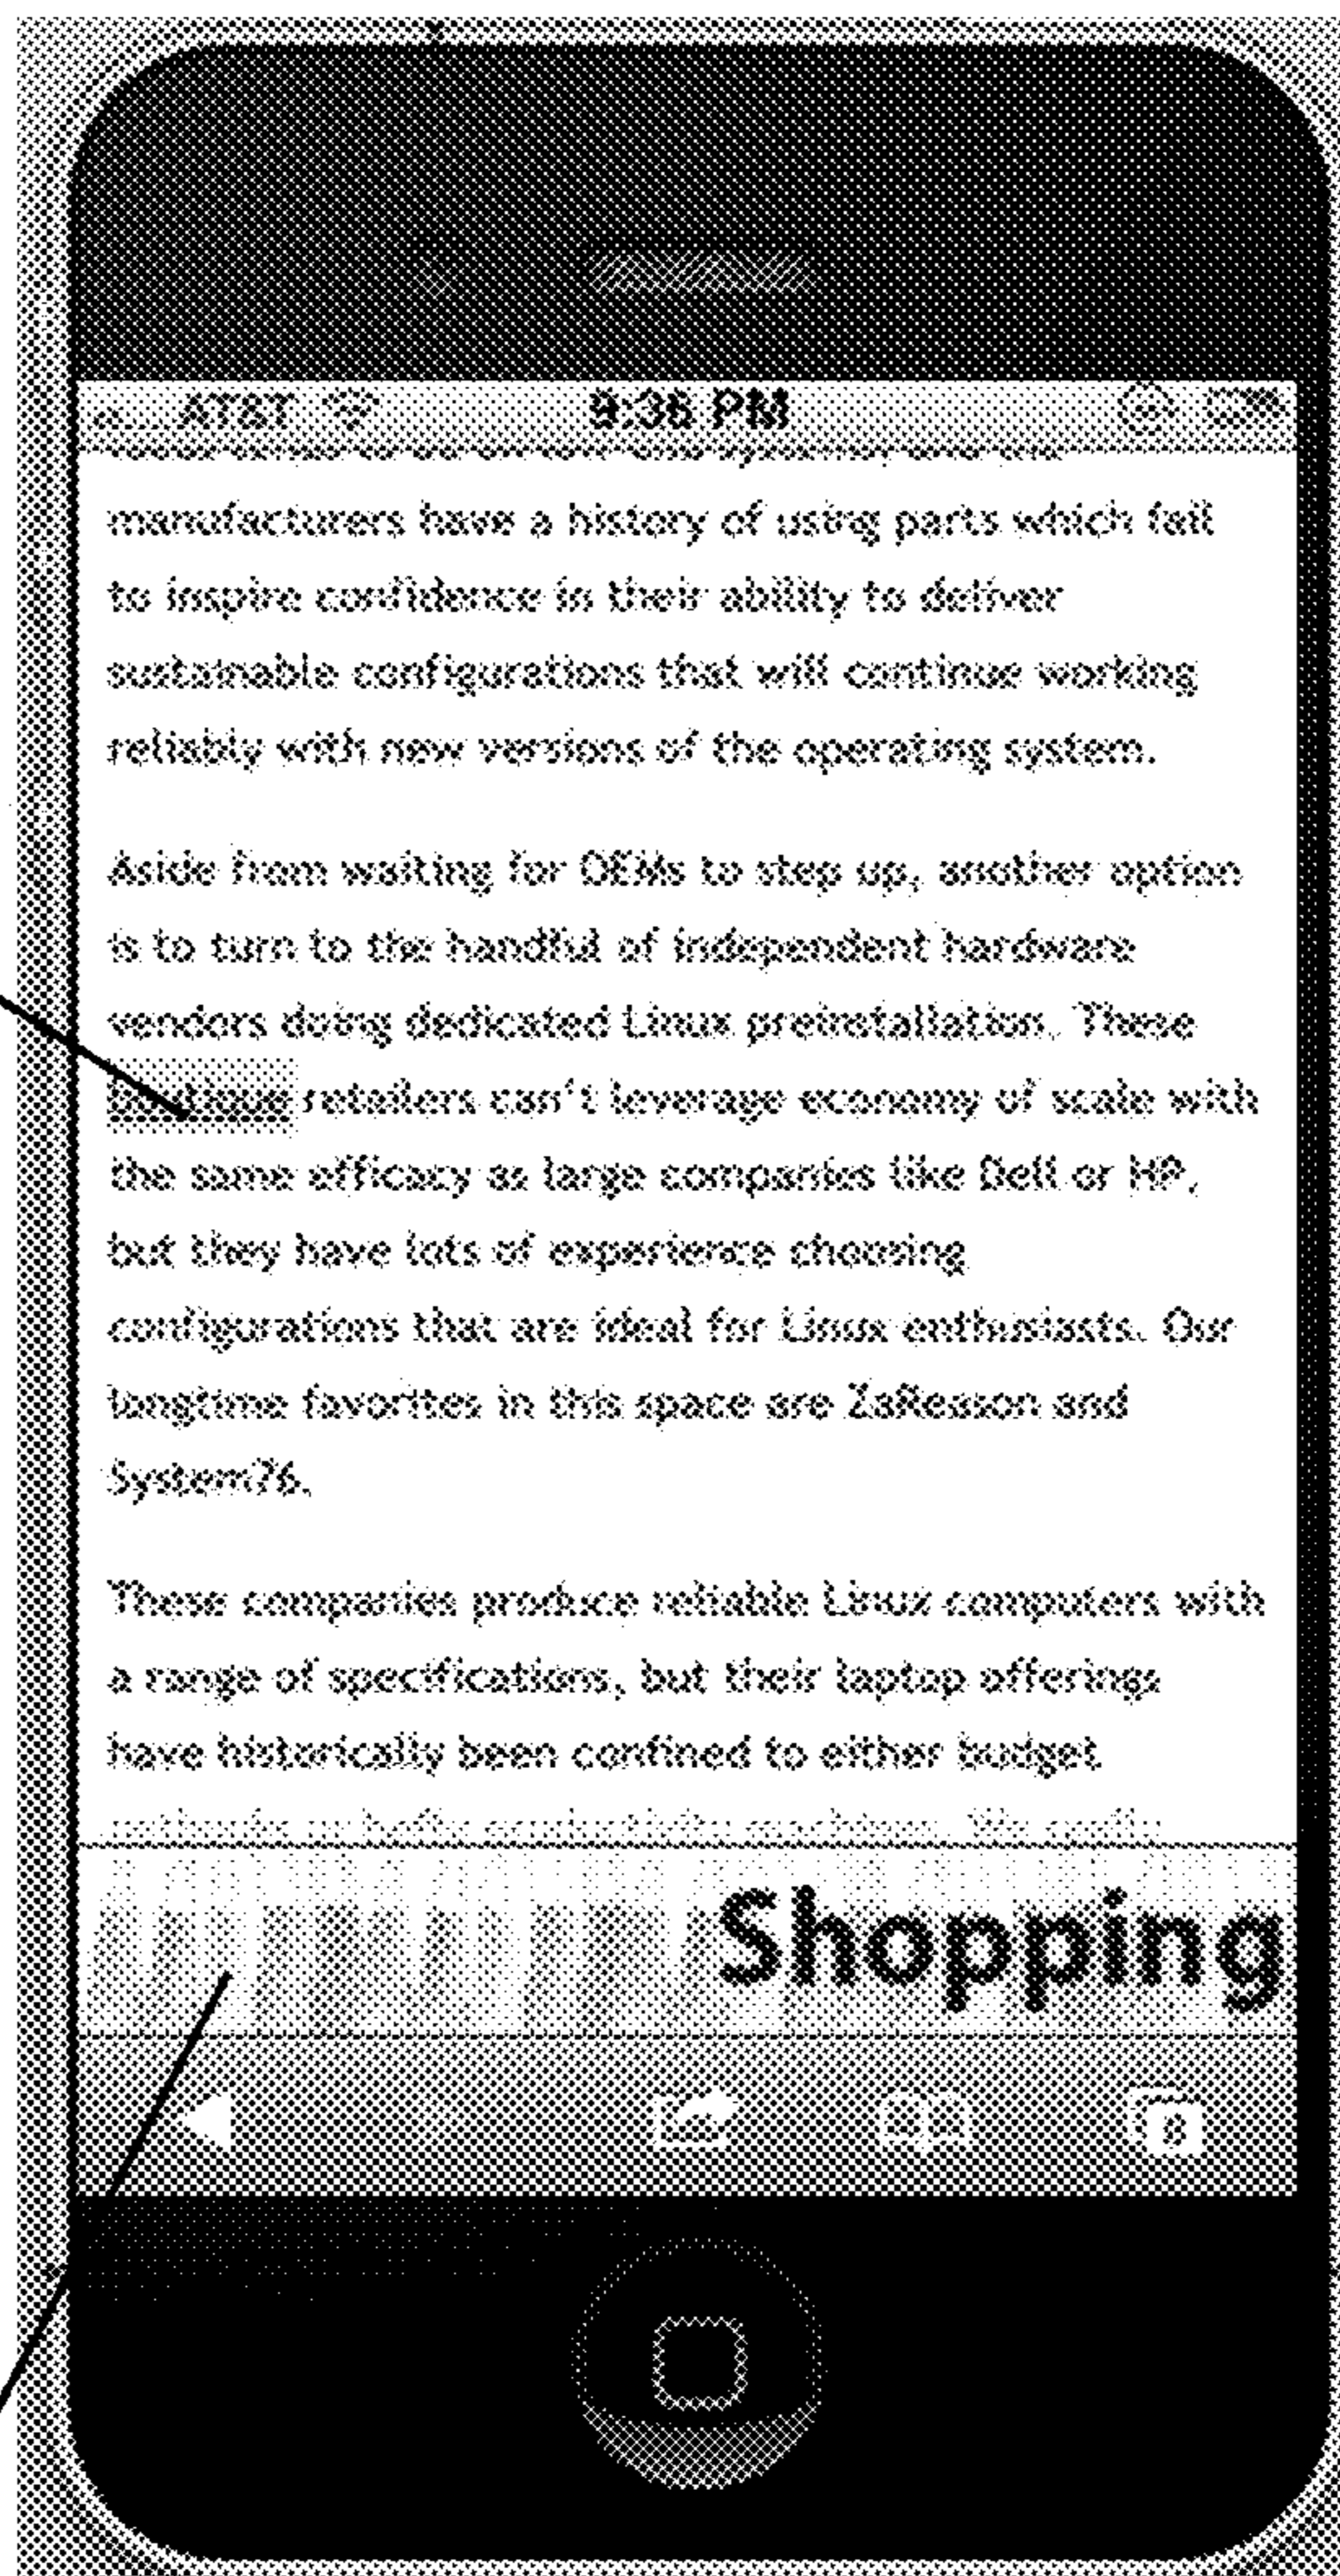 AT&T 9:36 PM
manufacturers have a history of using parts which fail
to inspire confidence in their ability to deliver
sustainable configurations that will continue working
reliably with new versions of the operating system.
Aside from waiting for OEMs to step up, another option
is to turn to the handful of independent hardware
vendors doing dedicated Linux preinstallation. These
boutique retailers can't leverage economy of scale with
the same efficacy as large companies like Dell or HP,
but they have lots of experience choosing
configurations that are ideal for Linux enthusiasts. Our
longtime favorites in this space are ZaReason and
System76.
These companies produce reliable Linux computers with
a range of specifications, but their laptop offerings
have historically been confined to either budget
Shopping
8